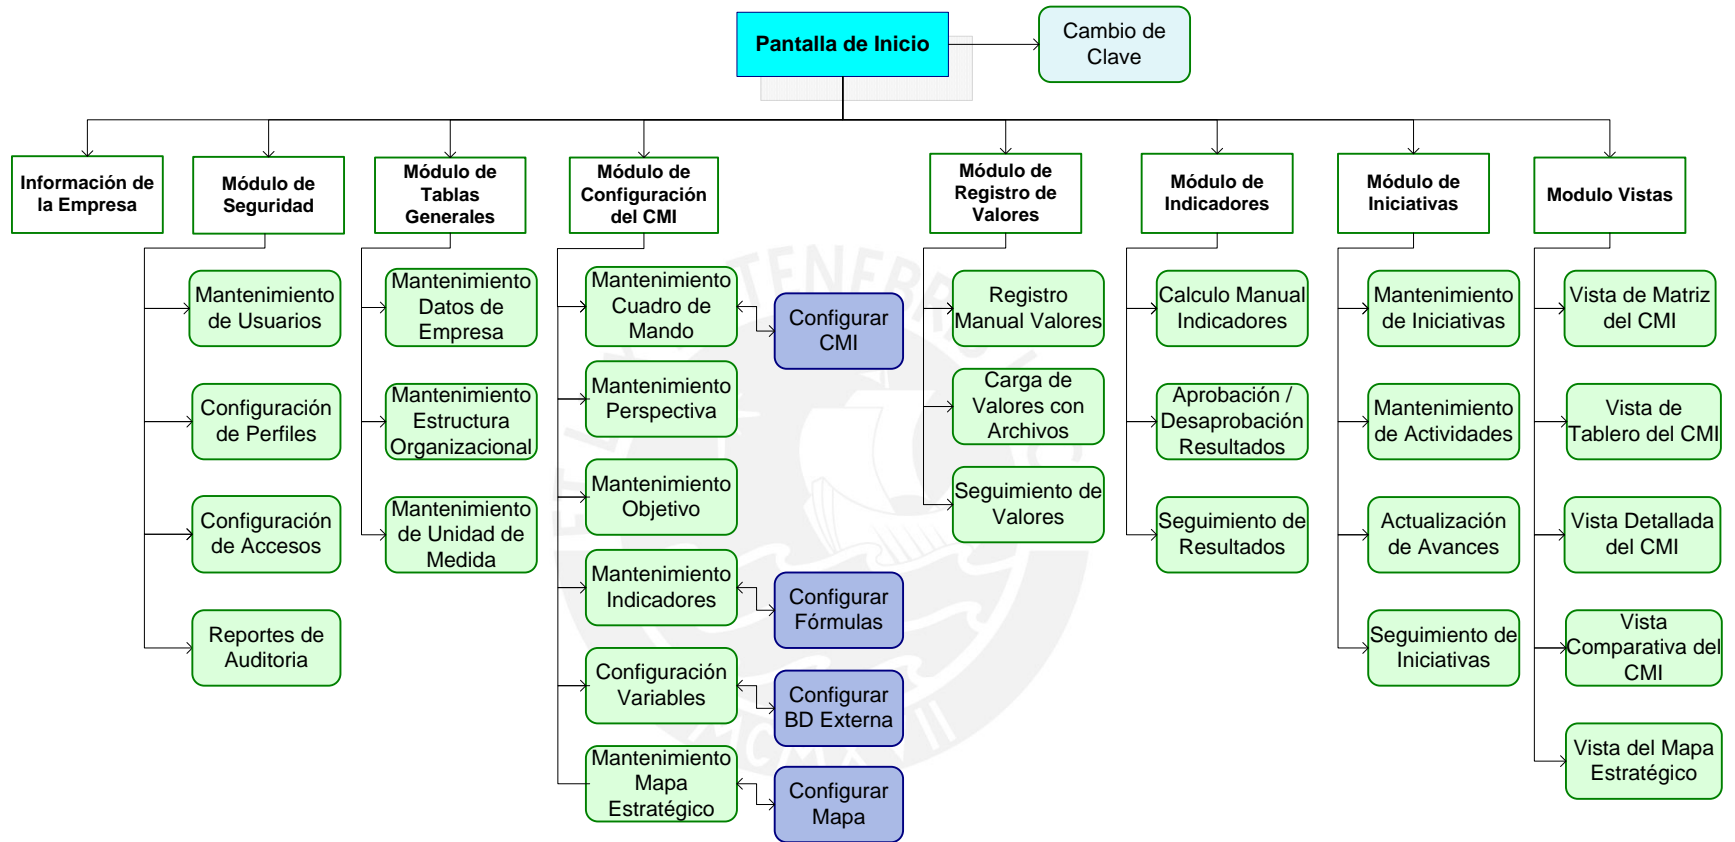 Pantalla de Inicio
Cambio de
Clave
Información de
la Empresa
Módulo de
Seguridad
Módulo de
Tablas
Generales
Módulo de
Configuración
del CMI
Módulo de
Registro de
Valores
Módulo de
Indicadores
Módulo de
Iniciativas
Modulo Vistas
Mantenimiento
de Usuarios
Configuración
de Perfiles
Configuración
de Accesos
Reportes de
Auditoria
Mantenimiento
Datos de
Empresa
Mantenimiento
Estructura
Organizacional
Mantenimiento
de Unidad de
Medida
Mantenimiento
Cuadro de
Mando
Configurar
CMI
Mantenimiento
Perspectiva
Mantenimiento
Objetivo
Mantenimiento
Indicadores
Configurar
Fórmulas
Configuración
Variables
Configurar
BD Externa
Mantenimiento
Mapa
Estratégico
Configurar
Mapa
Registro
Manual Valores
Carga de
Valores con
Archivos
Seguimiento de
Valores
Calculo Manual
Indicadores
Aprobación /
Desaprobación
Resultados
Seguimiento de
Resultados
Mantenimiento
de Iniciativas
Mantenimiento
de Actividades
Actualización
de Avances
Seguimiento de
Iniciativas
Vista de Matriz
del CMI
Vista de
Tablero del CMI
Vista Detallada
del CMI
Vista
Comparativa del
CMI
Vista del Mapa
Estratégico